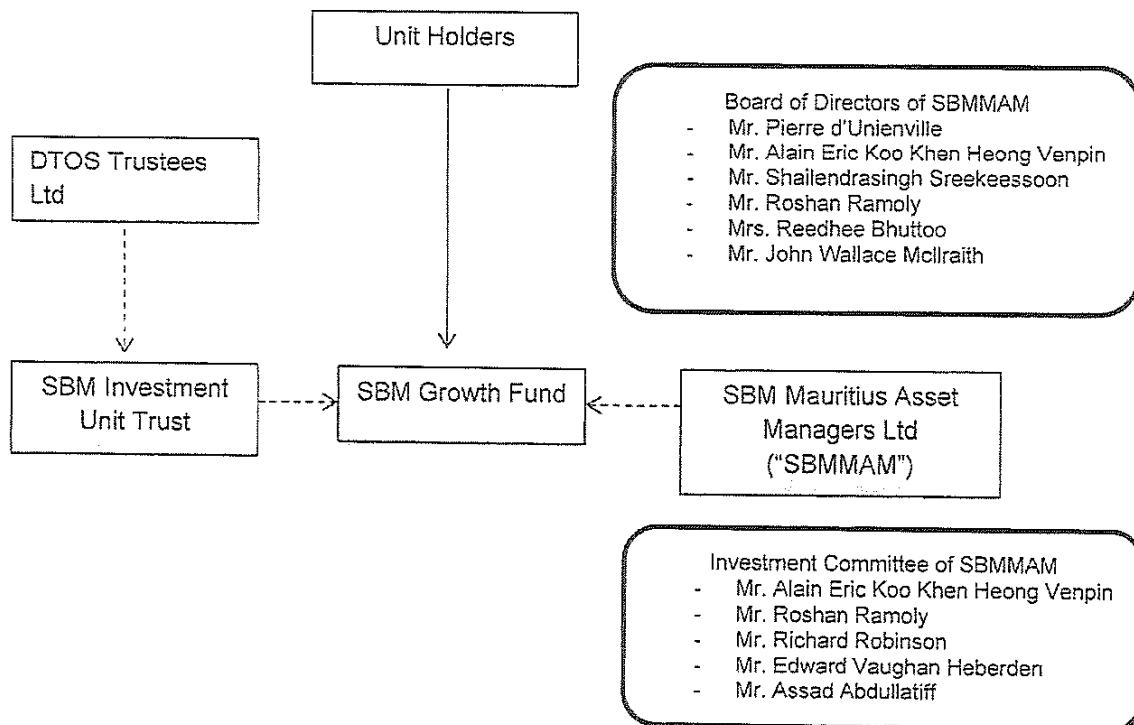 Unit Holders
Board of Directors of SBMMAM
- Mr. Pierre d'Unienville
- Mr. Alain Eric Koo Khen Heong Venpin
- Mr. Shailendrasingh Sreekeessoon
- Mr. Roshan Ramoly
- Mrs. Reedhee Bhuttoo
- Mr. John Wallace McIlraith
DTOS Trustees
Ltd
SBM Investment
Unit Trust
SBM Growth Fund
SBM Mauritius Asset
Managers Ltd
("SBMMAM")
Investment Committee of SBMMAM
- Mr. Alain Eric Koo Khen Heong Venpin
- Mr. Roshan Ramoly
- Mr. Richard Robinson
- Mr. Edward Vaughan Heberden
- Mr. Assad Abdullatiff